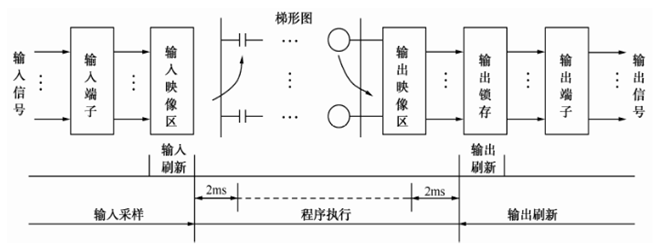 梯形图
输入信号
输入端子
输入映像区
输出映像区
输出锁存
输出端子
输出信号
输入
刷新
输出
刷新
2ms
2ms
输入采样
程序执行
输出刷新